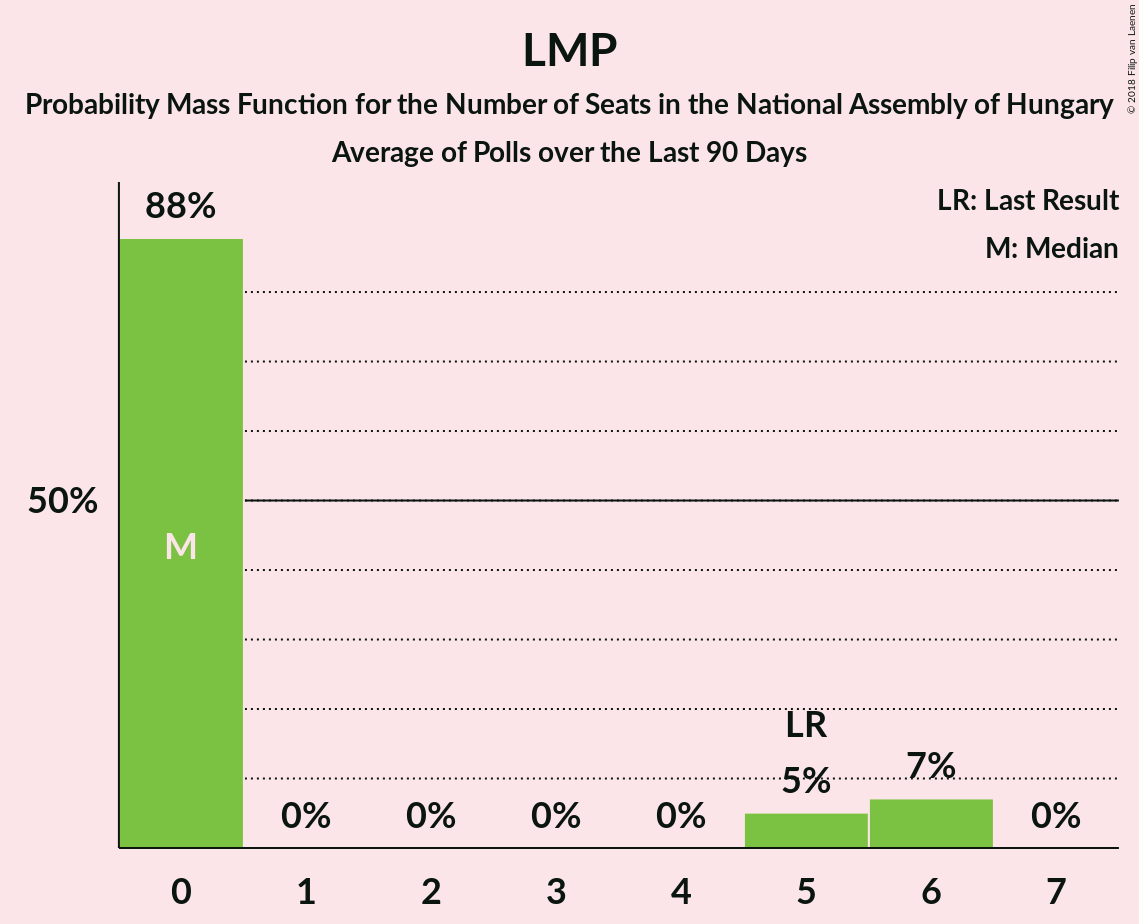 LMP
Probability Mass Function for the Number of Seats in the National Assembly of Hungary
Average of Polls over the Last 90 Days
© 2018 Filip van Laenen
LR: Last Result
M: Median
88%
50%
M
LR
0% 0% 0% 0% 5% 7% 0%
0 1 2 3 4 5 6 7